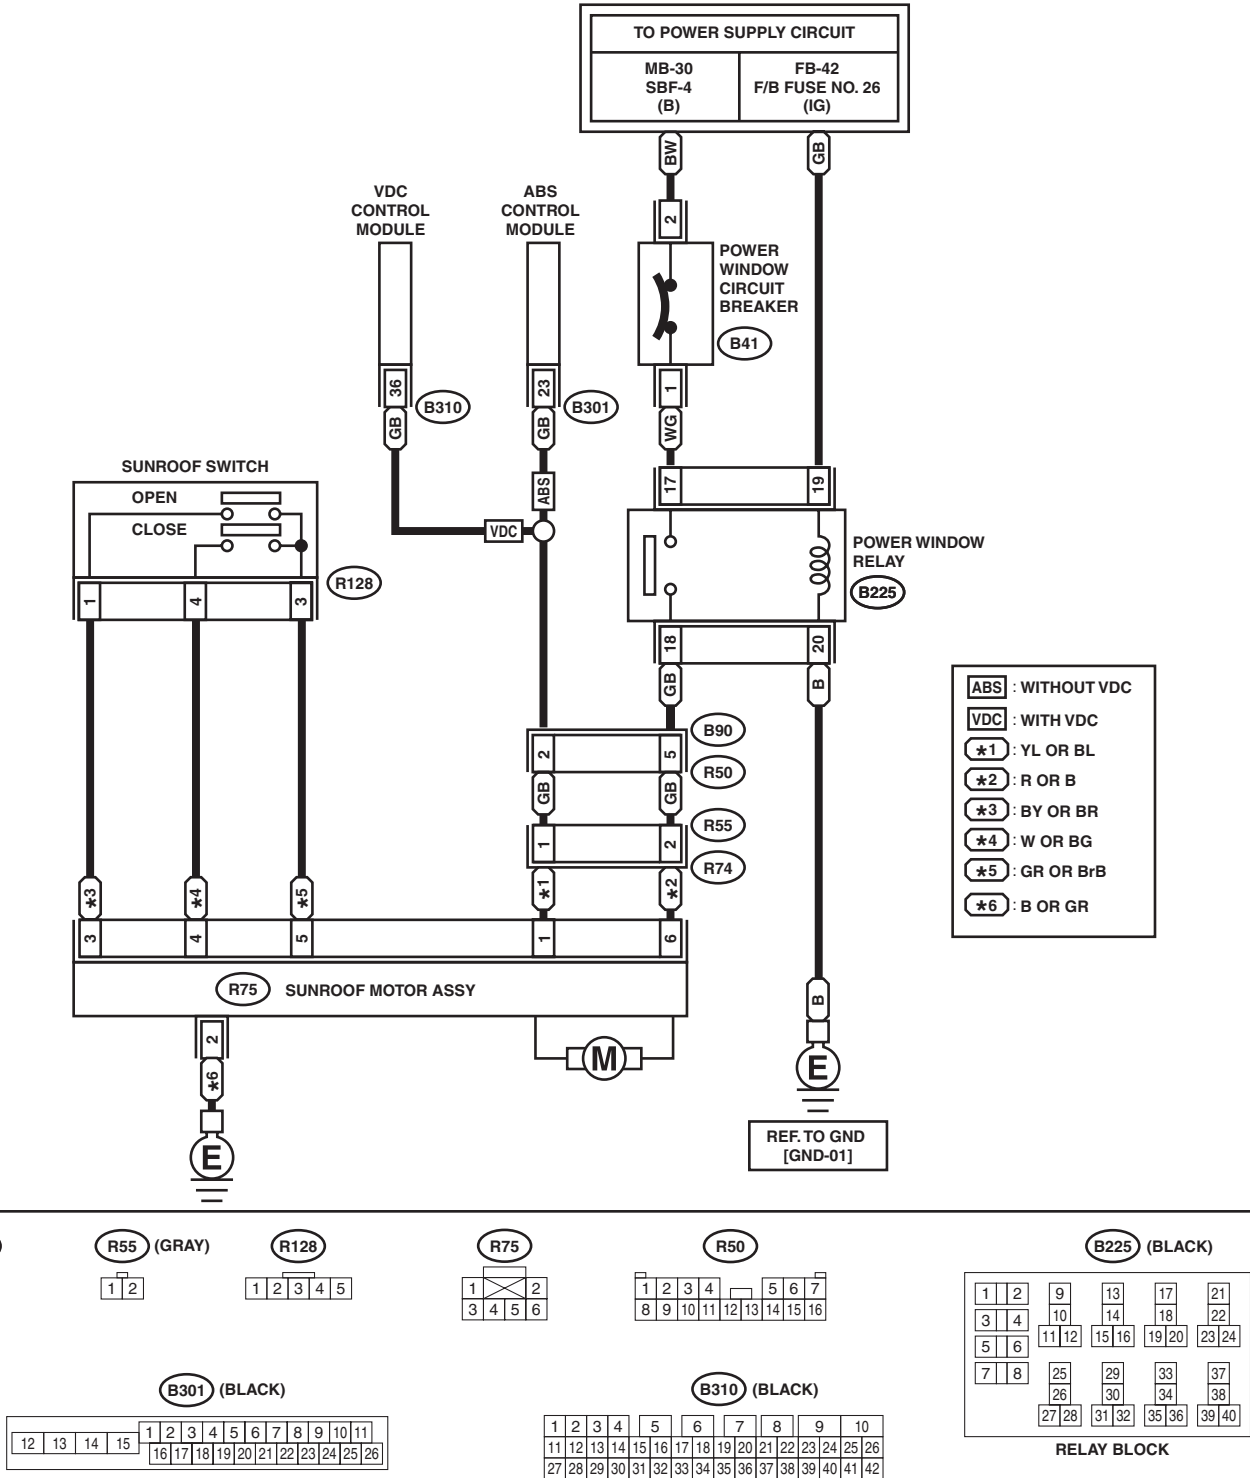 TO POWER SUPPLY CIRCUIT
MB-30
SBF-4
(B)
FB-42
F/B FUSE NO. 26
(IG)
BW
GB
VDC
CONTROL
MODULE
ABS
CONTROL
MODULE
2
POWER
WINDOW
CIRCUIT
BREAKER
B41
36
B310
23
B301
1
GB
GB
WG
SUNROOF SWITCH
OPEN
CLOSE
ABS
VDC
17
19
POWER WINDOW
RELAY
B225
R128
1
4
3
18
20
GB
B
ABS : WITHOUT VDC
VDC : WITH VDC
*1 : YL OR BL
*2 : R OR B
*3 : BY OR BR
*4 : W OR BG
*5 : GR OR BrB
*6 : B OR GR
B90
2
5
R50
GB
GB
R55
1
2
R74
*3
*4
*5
*1
*2
3
4
5
1
6
R75 SUNROOF MOTOR ASSY
B
2
M
*6
E
E
REF. TO GND
[GND-01]
R55 (GRAY)
1 2
R128
1 2 3 4 5
R75
1 2
3 4 5 6
R50
1 2 3 4 5 6 7
8 9 10 11 12 13 14 15 16
B225 (BLACK)
1 2 9 13 17 21
3 4 10 14 18 22
11 12 15 16 19 20 23 24
5 6
7 8 25 29 33 37
26 30 34 38
27 28 31 32 35 36 39 40
RELAY BLOCK
B301 (BLACK)
1 2 3 4 5 6 7 8 9 10 11
12 13 14 15
16 17 18 19 20 21 22 23 24 25 26
B310 (BLACK)
1 2 3 4 5 6 7 8 9 10
11 12 13 14 15 16 17 18 19 20 21 22 23 24 25 26
27 28 29 30 31 32 33 34 35 36 37 38 39 40 41 42